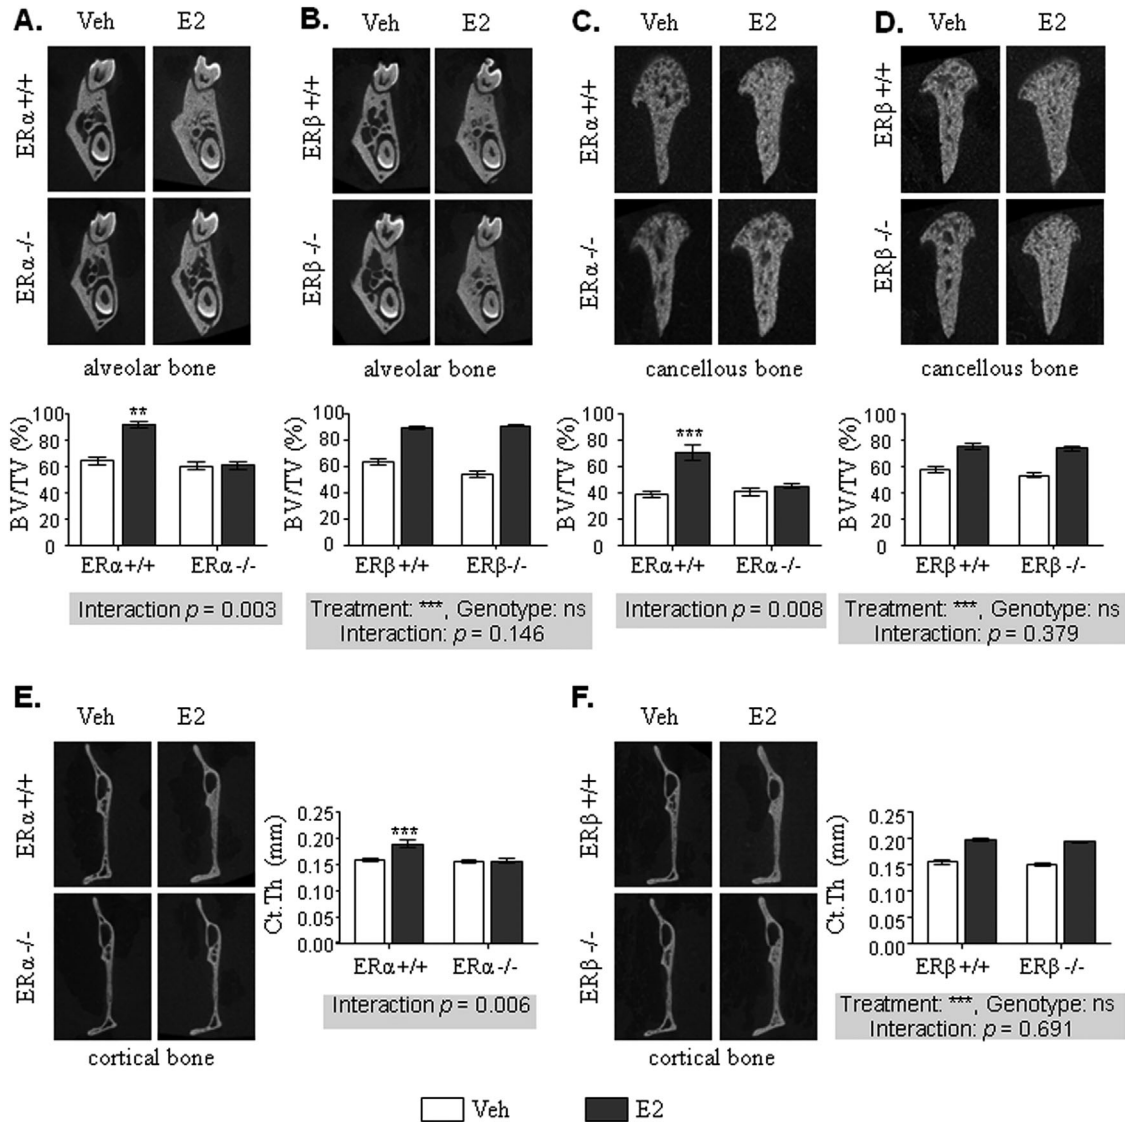 A.
Veh
E2
ERα+/+
ERα -/-
alveolar bone
BV/TV (%)
100
80
60
40
20
0
**
ERα+/+
ERα -/-
Interaction p = 0.003
B.
Veh
E2
ERβ +/+
ERβ -/-
alveolar bone
BV/TV (%)
100
80
60
40
20
0
ERβ +/+
ERβ-/-
Treatment: ***, Genotype: ns
Interaction: p = 0.146
C.
Veh
E2
ERα+/+
ERα -/-
cancellous bone
BV/TV (%)
100
80
60
40
20
0
***
ERα+/+
ERα -/-
Interaction p = 0.008
D.
Veh
E2
ERβ +/+
ERβ -/-
cancellous bone
BV/TV (%)
100
80
60
40
20
0
ERβ +/+
ERβ -/-
Treatment: ***, Genotype: ns
Interaction: p = 0.379
E.
Veh
E2
ERα+/+
ERα -/-
cortical bone
Ct.Th (mm)
0.25
0.20
0.15
0.10
0.05
0.00
***
ERα+/+
ERα -/-
Interaction p = 0.006
F.
Veh
E2
ERβ +/+
ERβ -/-
cortical bone
Ct.Th (mm)
0.25
0.20
0.15
0.10
0.05
0.00
ERβ +/+
ERβ -/-
Treatment: ***, Genotype: ns
Interaction: p = 0.691
Veh
E2